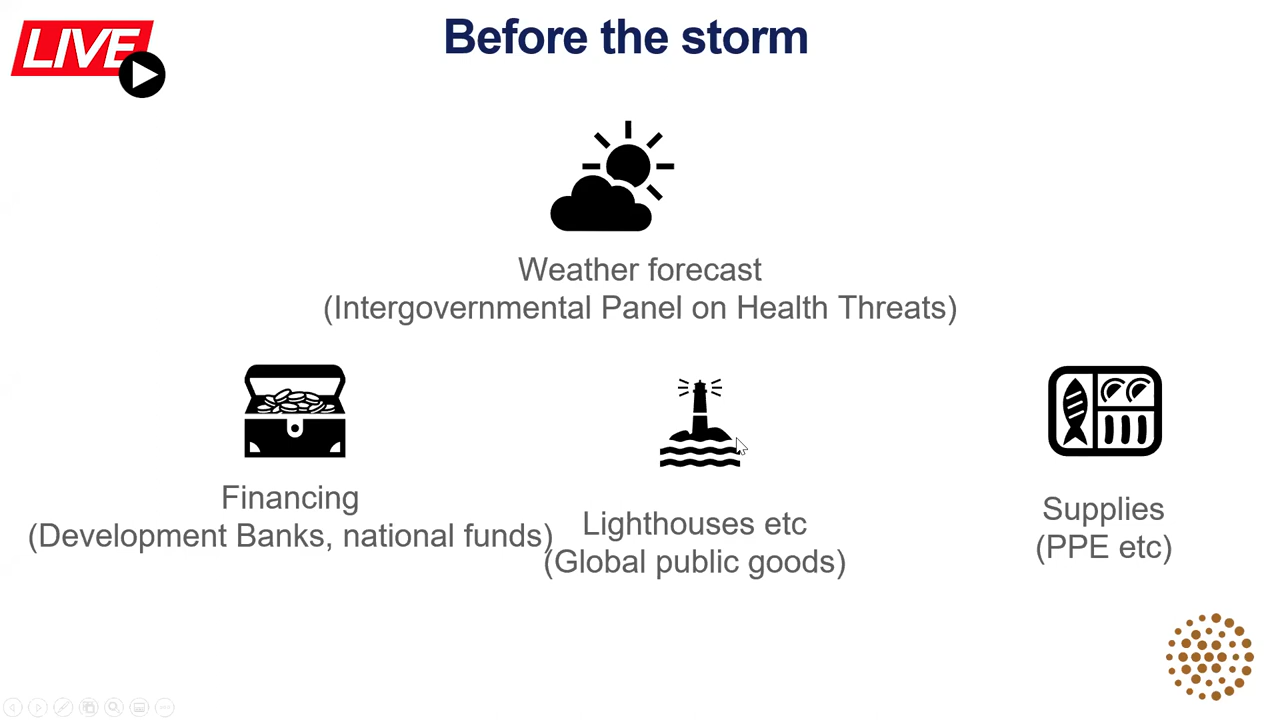 LIVE
Before the storm
Weather forecast
(Intergovernmental Panel on Health Threats)
Financing
(Development Banks, national funds)
Lighthouses etc
(Global public goods)
Supplies
(PPE etc)